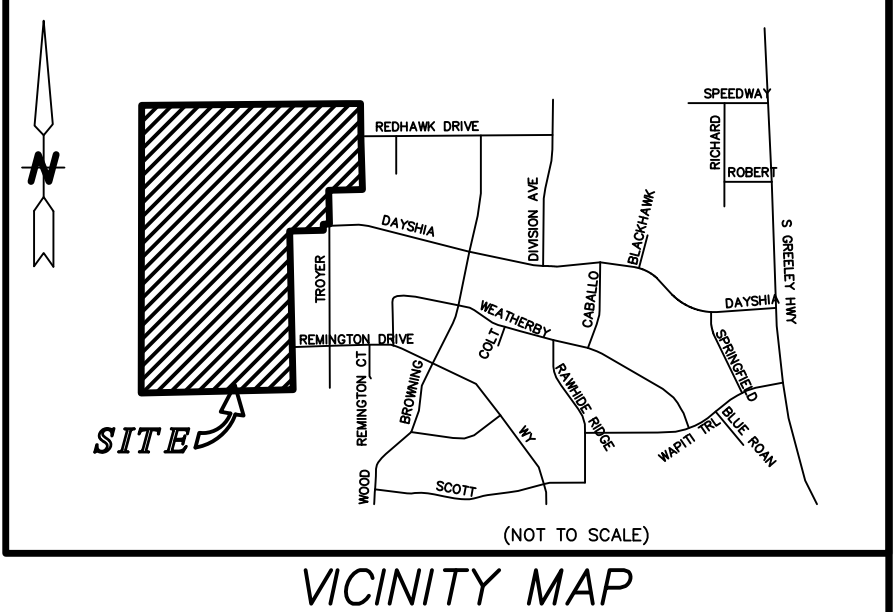 SPEEDWAY
REDHAWK DRIVE
RICHARD
ROBERT
N
DIVISION AVE
BLACKHAWK
DAYSHIA
S GREELEY HWY
TROYER
CABALLO
DAYSHIA
WEATHERBY
REMINGTON DRIVE
COLT
SPRINGFIELD
REMINGTON CT
BROWNING
RAWHIDE RIDGE
SITE
WY
WAPITI TRL
BLUE ROAN
WOOD
SCOTT
(NOT TO SCALE)
VICINITY MAP